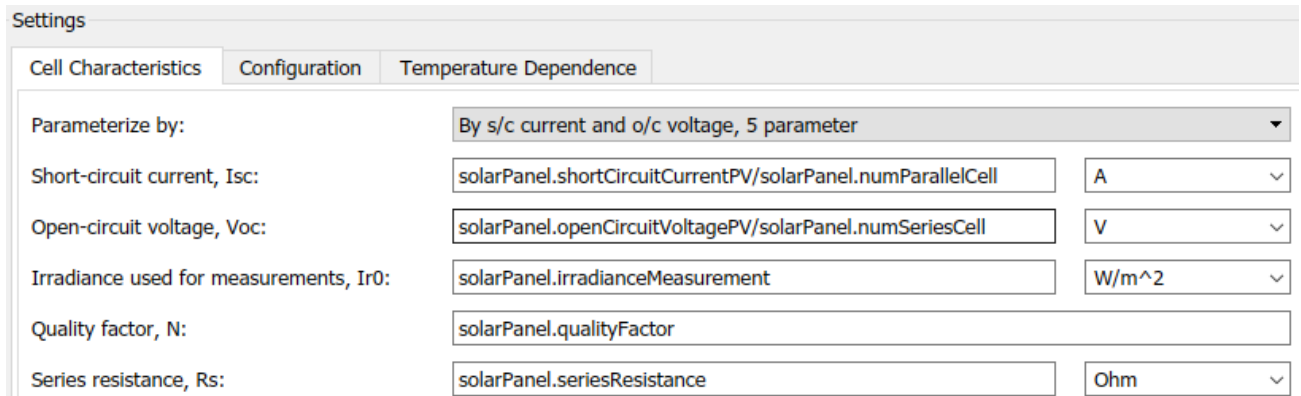 Settings
Cell Characteristics Configuration Temperature Dependence
Parameterize by: By s/c current and o/c voltage, 5 parameter
Short-circuit current, Isc: solarPanel.shortCircuitCurrentPV/solarPanel.numParallelCell A
Open-circuit voltage, Voc: solarPanel.openCircuitVoltagePV/solarPanel.numSeriesCell V
Irradiance used for measurements, Ir0: solarPanel.irradianceMeasurement W/m^2
Quality factor, N: solarPanel.qualityFactor
Series resistance, Rs: solarPanel.seriesResistance Ohm